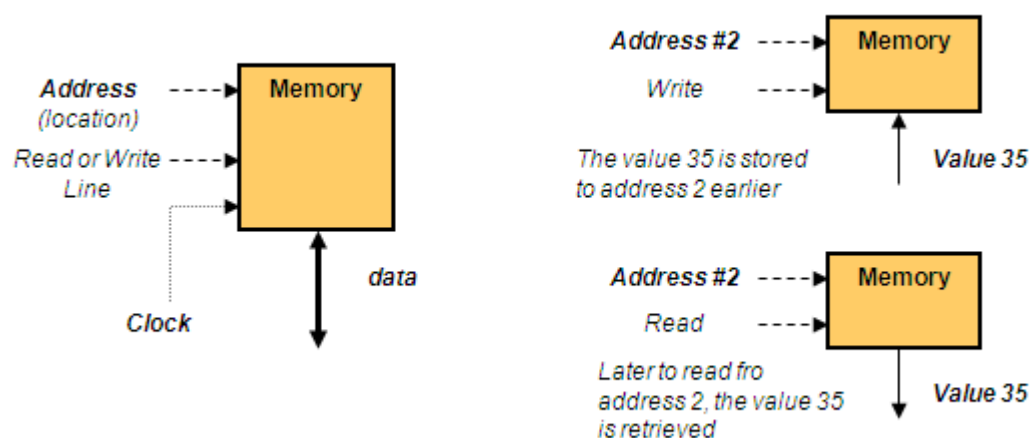 Address
(location)
Read or Write
Line
Clock
Memory
data
Address #2
Write
Memory
The value 35 is stored
to address 2 earlier
Value 35
Address #2
Read
Memory
Later to read fro
address 2, the value 35
is retrieved
Value 35